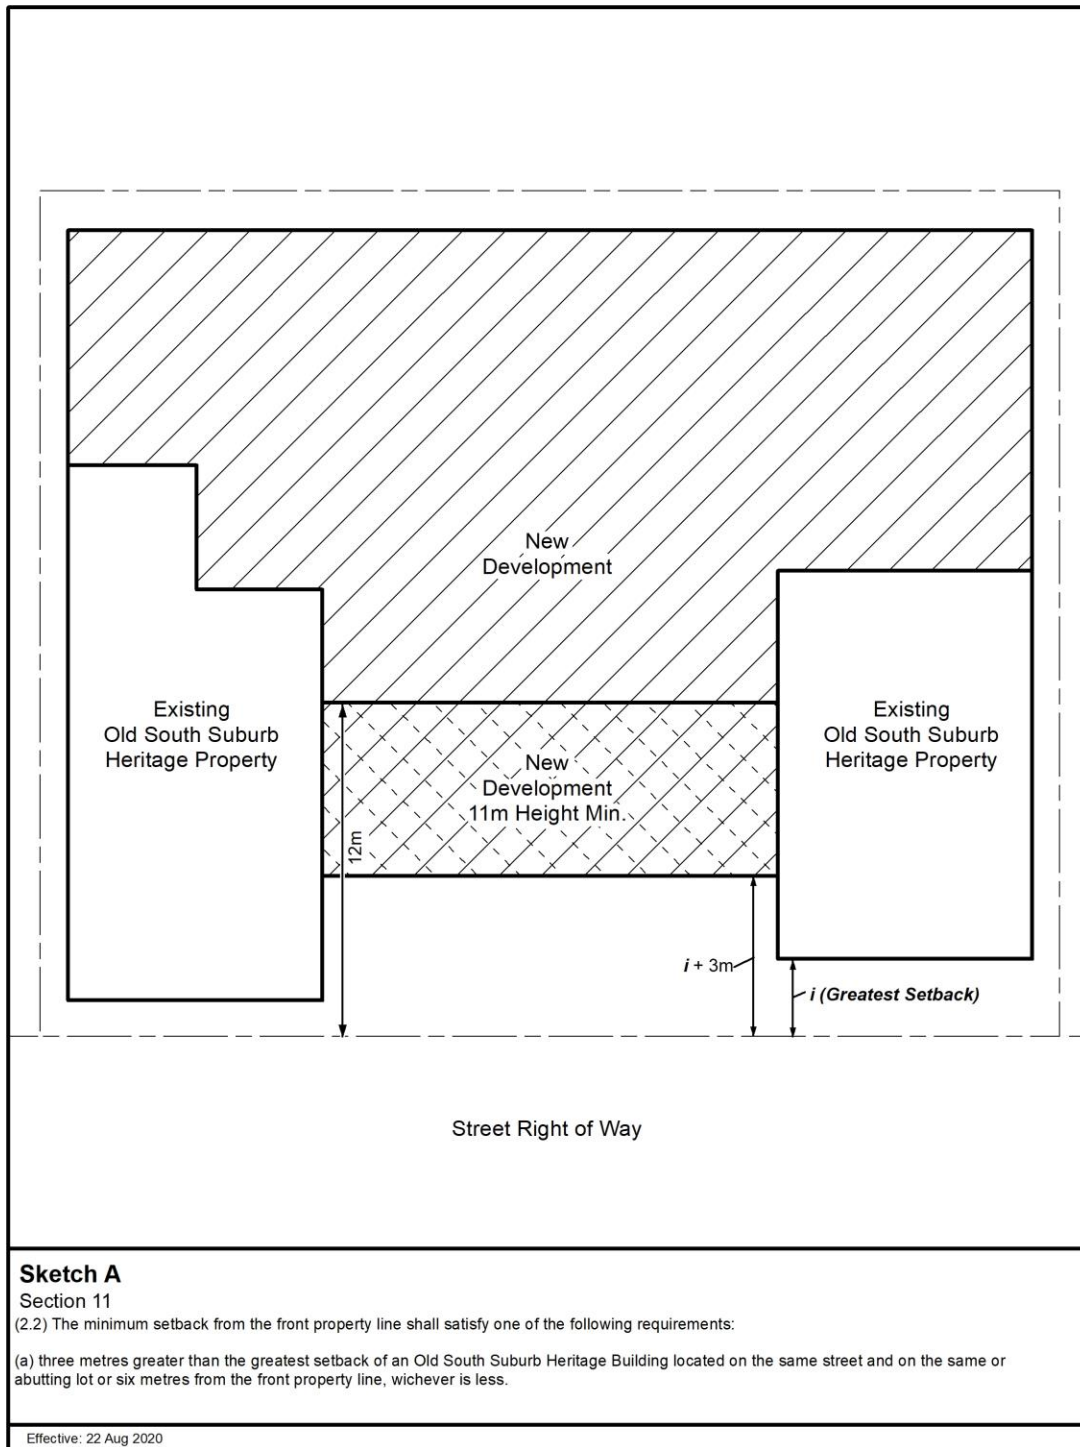 New
Development
Existing
Old South Suburb
Heritage Property
Existing
Old South Suburb
Heritage Property
New
Development
11m Height Min.
12m
i + 3m
i (Greatest Setback)
Street Right of Way
Sketch A
Section 11
(2.2) The minimum setback from the front property line shall satisfy one of the following requirements:
(a) three metres greater than the greatest setback of an Old South Suburb Heritage Building located on the same street and on the same or
abutting lot or six metres from the front property line, wichever is less.
Effective: 22 Aug 2020